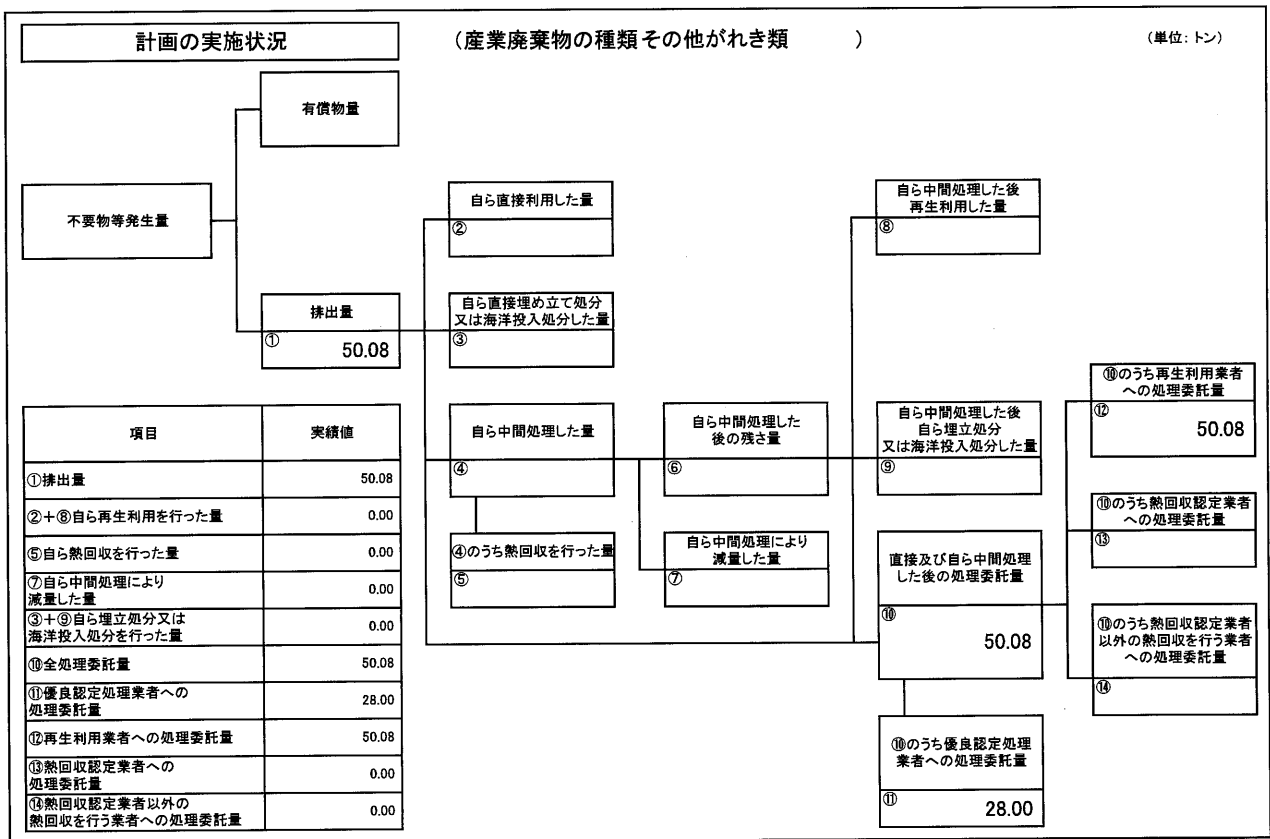 計画の実施状況
（産業廃棄物の種類その他がれき類　　　）
（単位：トン）
有償物量
不要物等発生量
排出量
① 50.08
自ら直接利用した量
②
自ら直接埋め立て処分
又は海洋投入処分した量
③
自ら中間処理した量
④
④のうち熱回収を行った量
⑤
自ら中間処理した
後の残さ量
⑥
自ら中間処理により
減量した量
⑦
自ら中間処理した後
再生利用した量
⑧
自ら中間処理した後
自ら埋立処分
又は海洋投入処分した量
⑨
直接及び自ら中間処理
した後の処理委託量
⑩
50.08
⑩のうち優良認定処理
業者への処理委託量
⑪ 28.00
⑩のうち再生利用業者
への処理委託量
⑫
50.08
⑩のうち熱回収認定業者
への処理委託量
⑬
⑩のうち熱回収認定業者
以外の熱回収を行う業者
への処理委託量
⑭
項目 実績値
①排出量 50.08
②＋⑧自ら再生利用を行った量 0.00
⑤自ら熱回収を行った量 0.00
⑦自ら中間処理により
減量した量 0.00
③＋⑨自ら埋立処分又は
海洋投入処分を行った量 0.00
⑩全処理委託量 50.08
⑪優良認定処理業者への
処理委託量 28.00
⑫再生利用業者への処理委託量 50.08
⑬熱回収認定業者への
処理委託量 0.00
⑭熱回収認定業者以外の
熱回収を行う業者への処理委託量 0.00